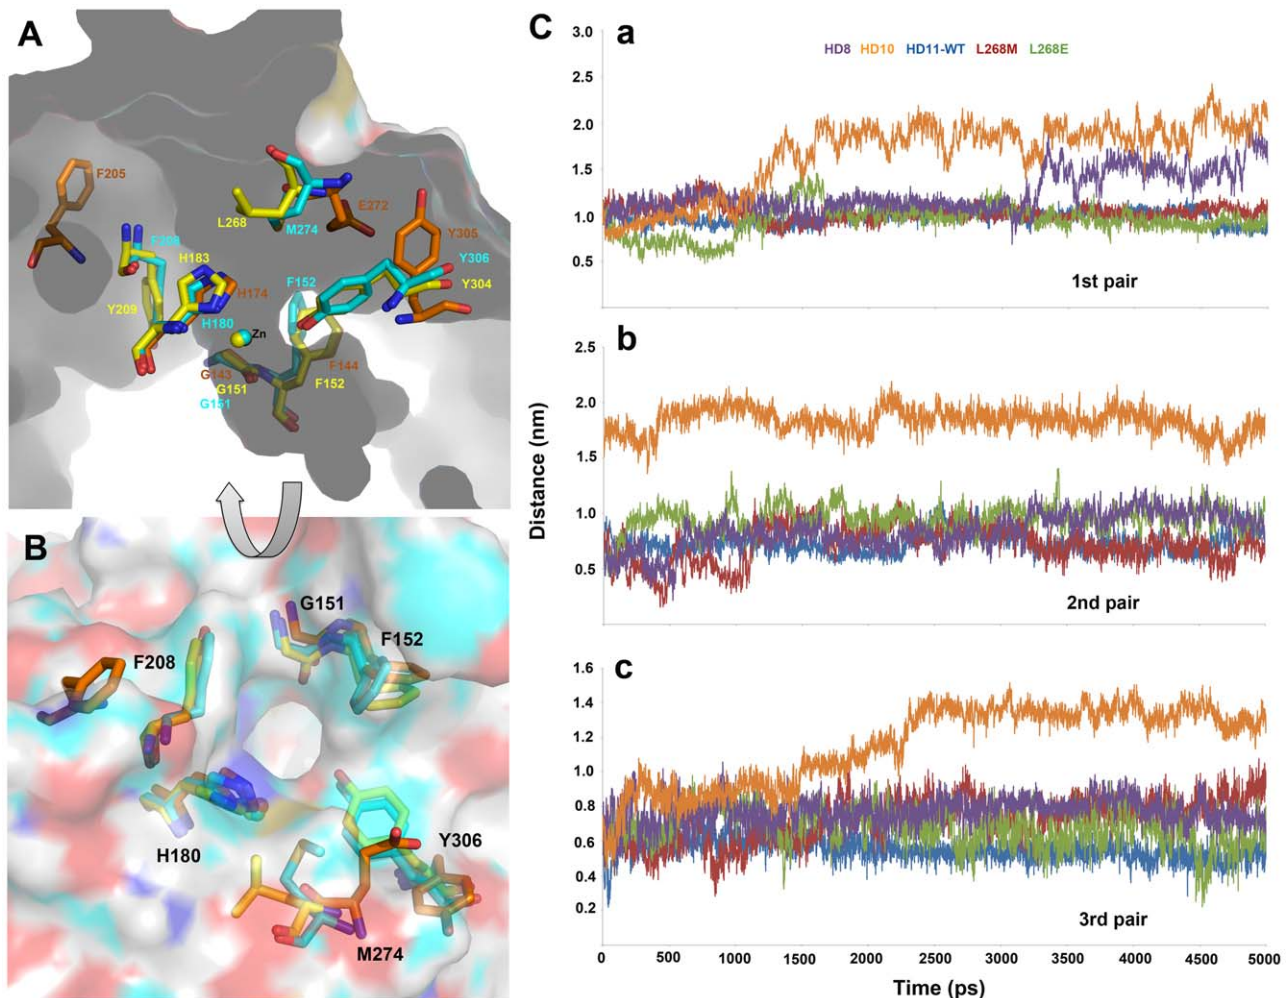 A
F205
L268
E272
M274
Y305
F208
H183
Y306
F152
Y304
H174
Y209
H180
Zn
G143
F144
G151
F152
G151
B
G151
F152
F208
H180
Y306
M274
C
a
3.0
HD8 HD10 HD11-WT L268M L268E
2.0
1.5
1.0
0.5
1st pair
b
2.5
2.0
1.5
1.0
0.5
2nd pair
Distance (nm)
c
1.6
1.4
1.2
1.0
0.8
0.6
0.4
0.2
3rd pair
0 500 1000 1500 2000 2500 3000 3500 4000 4500 5000
Time (ps)